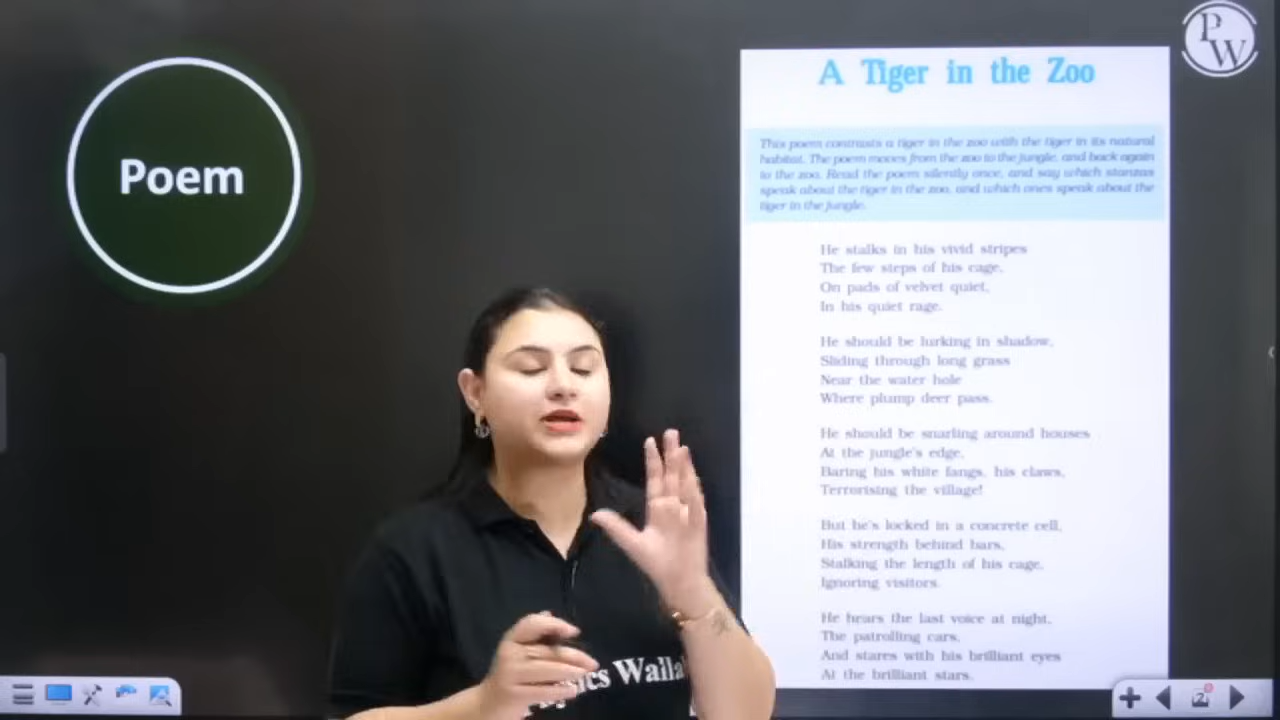 Poem
PW
A Tiger in the Zoo
This poem contrasts a tiger in the zoo with the tiger in its natural
habitat. The poem moves from the zoo to the jungle, and back again
to the zoo. Read the poem silently once, and say which stanzas
speak about the tiger in the zoo, and which ones speak about the
tiger in the jungle.
He stalks in his vivid stripes
The few steps of his cage,
On pads of velvet quiet,
In his quiet rage.
He should be lurking in shadow,
Sliding through long grass
Near the water hole
Where plump deer pass.
He should be snarling around houses
At the jungle's edge,
Baring his white fangs, his claws,
Terrorising the village!
But he's locked in a concrete cell,
His strength behind bars,
Stalking the length of his cage,
Ignoring visitors.
He hears the last voice at night,
The patrolling cars,
And stares with his brilliant eyes
At the brilliant stars.
sics Walla
2